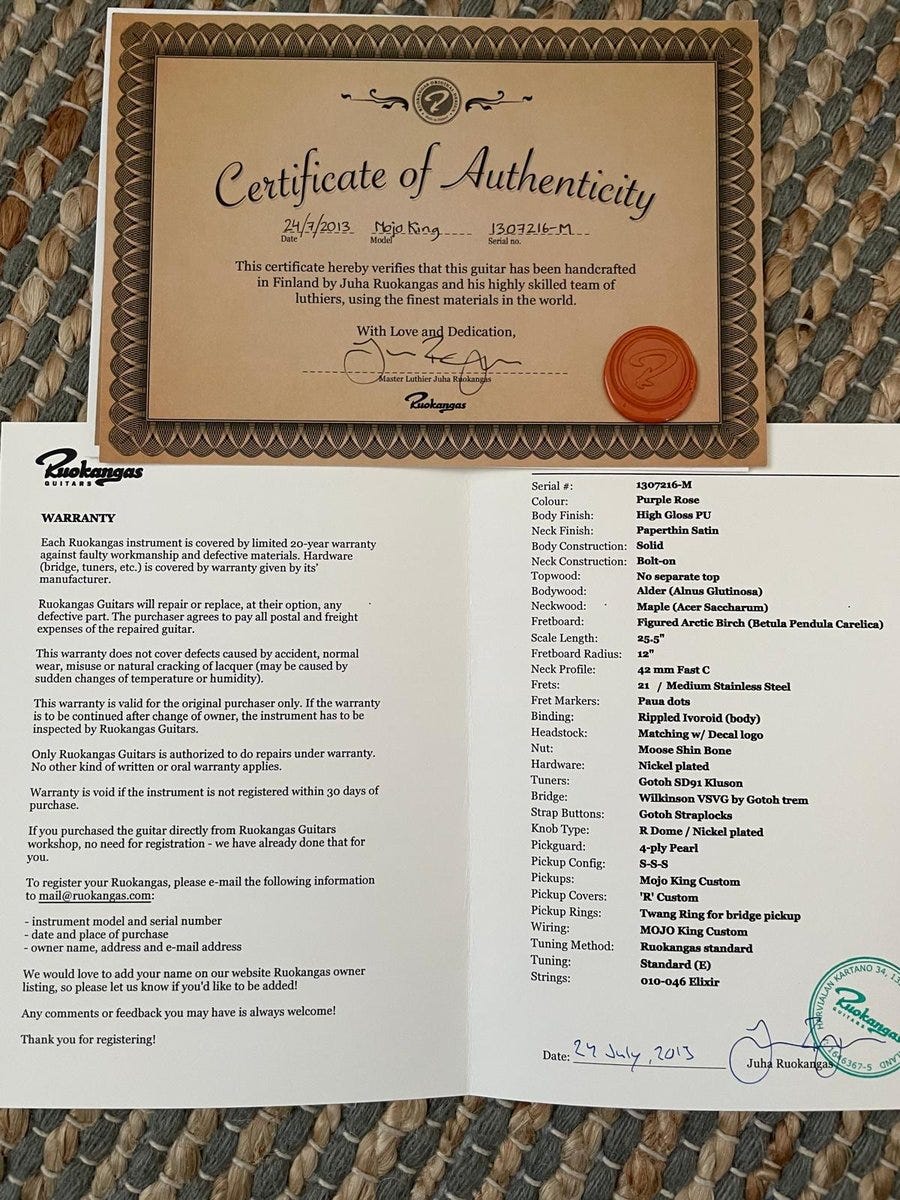 Certificate of Authenticity
24/7/2013 Mojo King 1307216-M
Date Model Serial no.
This certificate hereby verifies that this guitar has been handcrafted
in Finland by Juha Ruokangas and his highly skilled team of
luthiers, using the finest materials in the world.
With Love and Dedication,
Master Luthier Juha Ruokangas
Ruokangas
Ruokangas
GUITARS
WARRANTY
Each Ruokangas instrument is covered by limited 20-year warranty
against faulty workmanship and defective materials. Hardware
(bridge, tuners, etc.) is covered by warranty given by its'
manufacturer.
Ruokangas Guitars will repair or replace, at their option, any
defective part. The purchaser agrees to pay all postal and freight
expenses of the repaired guitar.
This warranty does not cover defects caused by accident, normal
wear, misuse or natural cracking of lacquer (may be caused by
sudden changes of temperature or humidity).
This warranty is valid for the original purchaser only. If the warranty
is to be continued after change of owner, the instrument has to be
inspected by Ruokangas Guitars.
Only Ruokangas Guitars is authorized to do repairs under warranty.
No other kind of written or oral warranty applies.
Warranty is void if the instrument is not registered within 30 days of
purchase.
If you purchased the guitar directly from Ruokangas Guitars
workshop, no need for registration - we have already done that for
you.
To register your Ruokangas, please e-mail the following information
to mail@ruokangas.com:
- instrument model and serial number
- date and place of purchase
- owner name, address and e-mail address
We would love to add your name on our website Ruokangas owner
listing, so please let us know if you'd like to be added!
Any comments or feedback you may have is always welcome!
Thank you for registering!
Serial #: 1307216-M
Colour: Purple Rose
Body Finish: High Gloss PU
Neck Finish: Paperthin Satin
Body Construction: Solid
Neck Construction: Bolt-on
Topwood: No separate top
Bodywood: Alder (Alnus Glutinosa)
Neckwood: Maple (Acer Saccharum)
Fretboard: Figured Arctic Birch (Betula Pendula Carelica)
Scale Length: 25.5"
Fretboard Radius: 12"
Neck Profile: 42 mm Fast C
Frets: 21 / Medium Stainless Steel
Fret Markers: Paua dots
Binding: Rippled Ivoroid (body)
Headstock: Matching w/ Decal logo
Nut: Moose Shin Bone
Hardware: Nickel plated
Tuners: Gotoh SD91 Kluson
Bridge: Wilkinson VSVG by Gotoh trem
Strap Buttons: Gotoh Straplocks
Knob Type: R Dome / Nickel plated
Pickguard: 4-ply Pearl
Pickup Config: S-S-S
Pickups: Mojo King Custom
Pickup Covers: 'R' Custom
Pickup Rings: Twang Ring for bridge pickup
Wiring: MOJO King Custom
Tuning Method: Ruokangas standard
Tuning: Standard (E)
Strings: 010-046 Elixir
Date: 24 July, 2013
Juha Ruokangas
HARVIALAN KARTANO 34, 13
Ruokangas
GUITARS